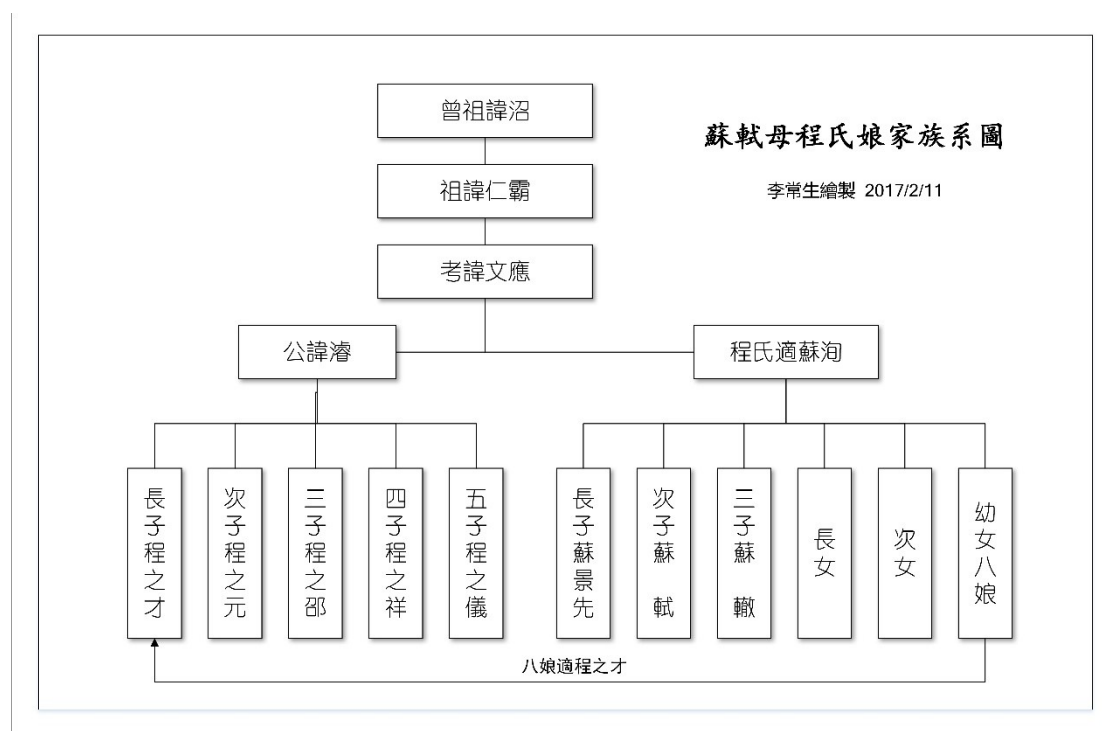 曾祖諱沼
蘇軾母程氏娘家族系圖
祖諱仁霸
李常生繪製 2017/2/11
考諱文應
公諱濬
程氏適蘇洵
長子程之才
次子程之元
三子程之邵
四子程之祥
五子程之儀
長子蘇景先
次子蘇 軾
三子蘇 轍
長女
次女
幼女八娘
八娘適程之才